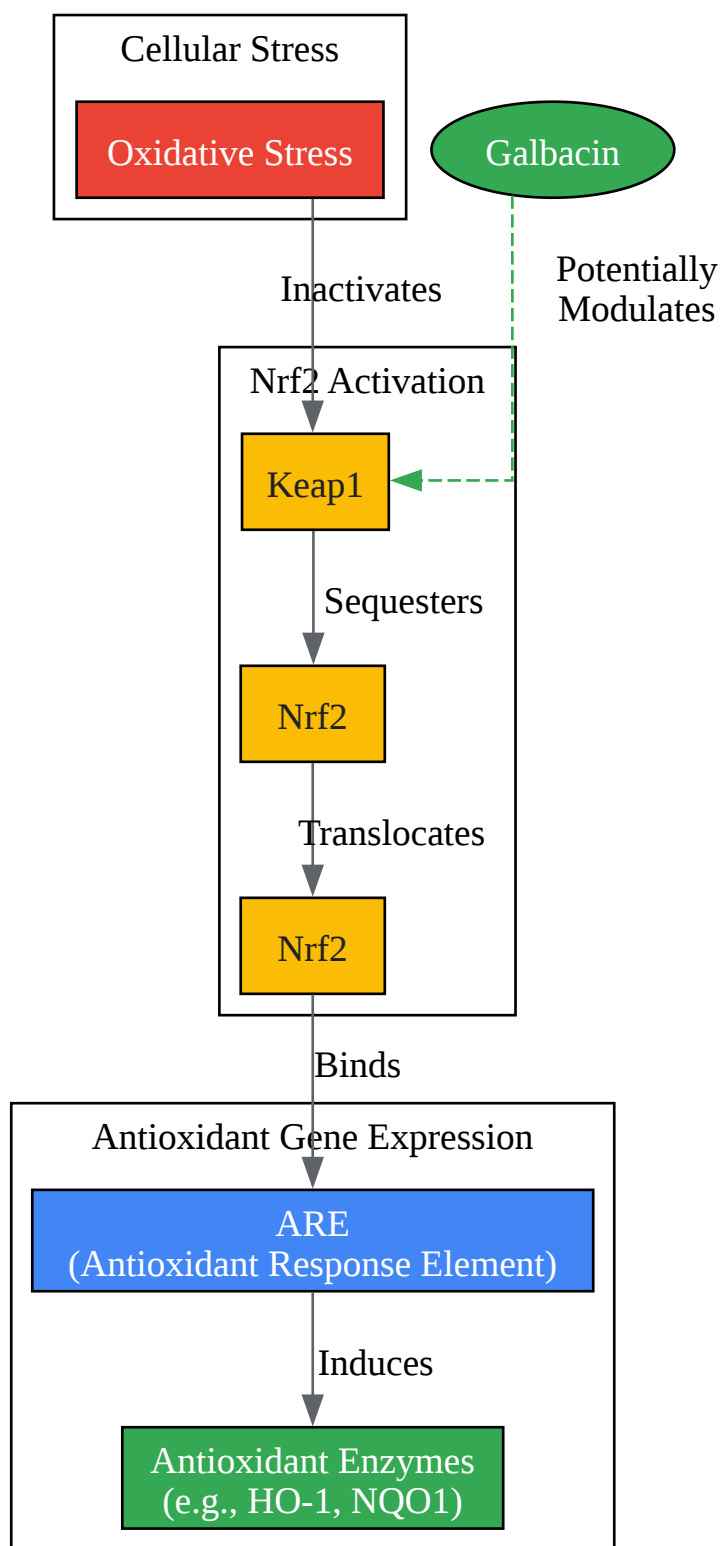 Cellular Stress
Oxidative Stress
Galbacin
Inactivates
Potentially
Modulates
Nrf2 Activation
Keap1
Sequesters
Nrf2
Translocates
Nrf2
Binds
Antioxidant Gene Expression
ARE
(Antioxidant Response Element)
Induces
Antioxidant Enzymes
(e.g., HO-1, NQO1)